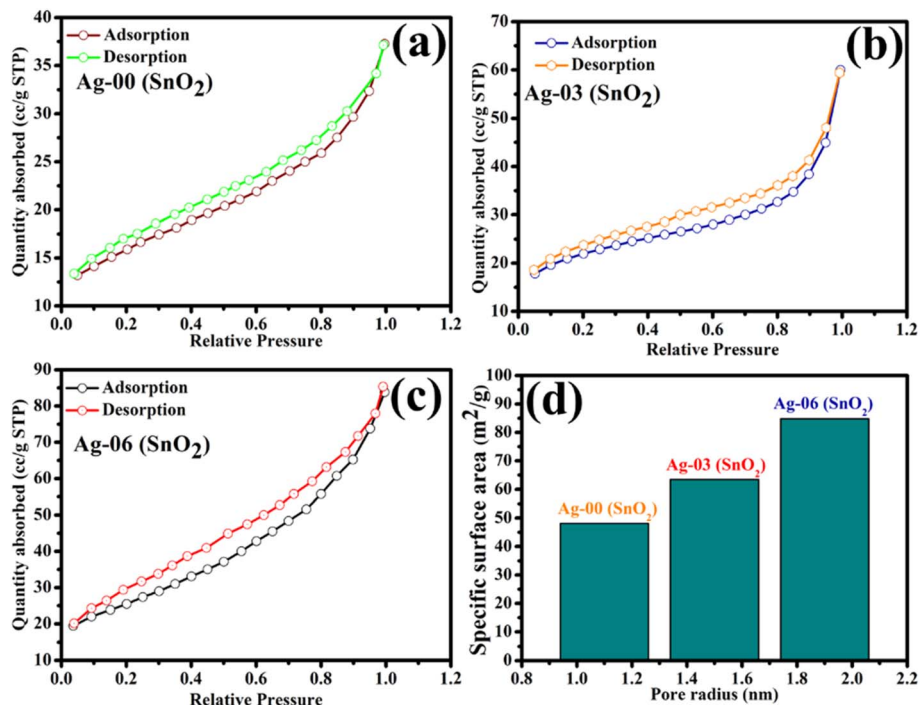 (a)
Adsorption
Desorption
Ag-00 (SnO₂)
Quantity absorbed (cc/g STP)
40
35
30
25
20
15
10
0.0 0.2 0.4 0.6 0.8 1.0 1.2
Relative Pressure
(b)
Adsorption
Desorption
Ag-03 (SnO₂)
Quantity absorbed (cc/g STP)
70
60
50
40
30
20
10
0.0 0.2 0.4 0.6 0.8 1.0 1.2
Relative Pressure
(c)
Adsorption
Desorption
Ag-06 (SnO₂)
Quantity absorbed (cc/g STP)
90
80
70
60
50
40
30
20
10
0.0 0.2 0.4 0.6 0.8 1.0 1.2
Relative Pressure
(d)
Ag-06 (SnO₂)
Ag-03 (SnO₂)
Ag-00 (SnO₂)
Specific surface area (m²/g)
100
90
80
70
60
50
40
30
20
10
0
0.8 1.0 1.2 1.4 1.6 1.8 2.0 2.2
Pore radius (nm)